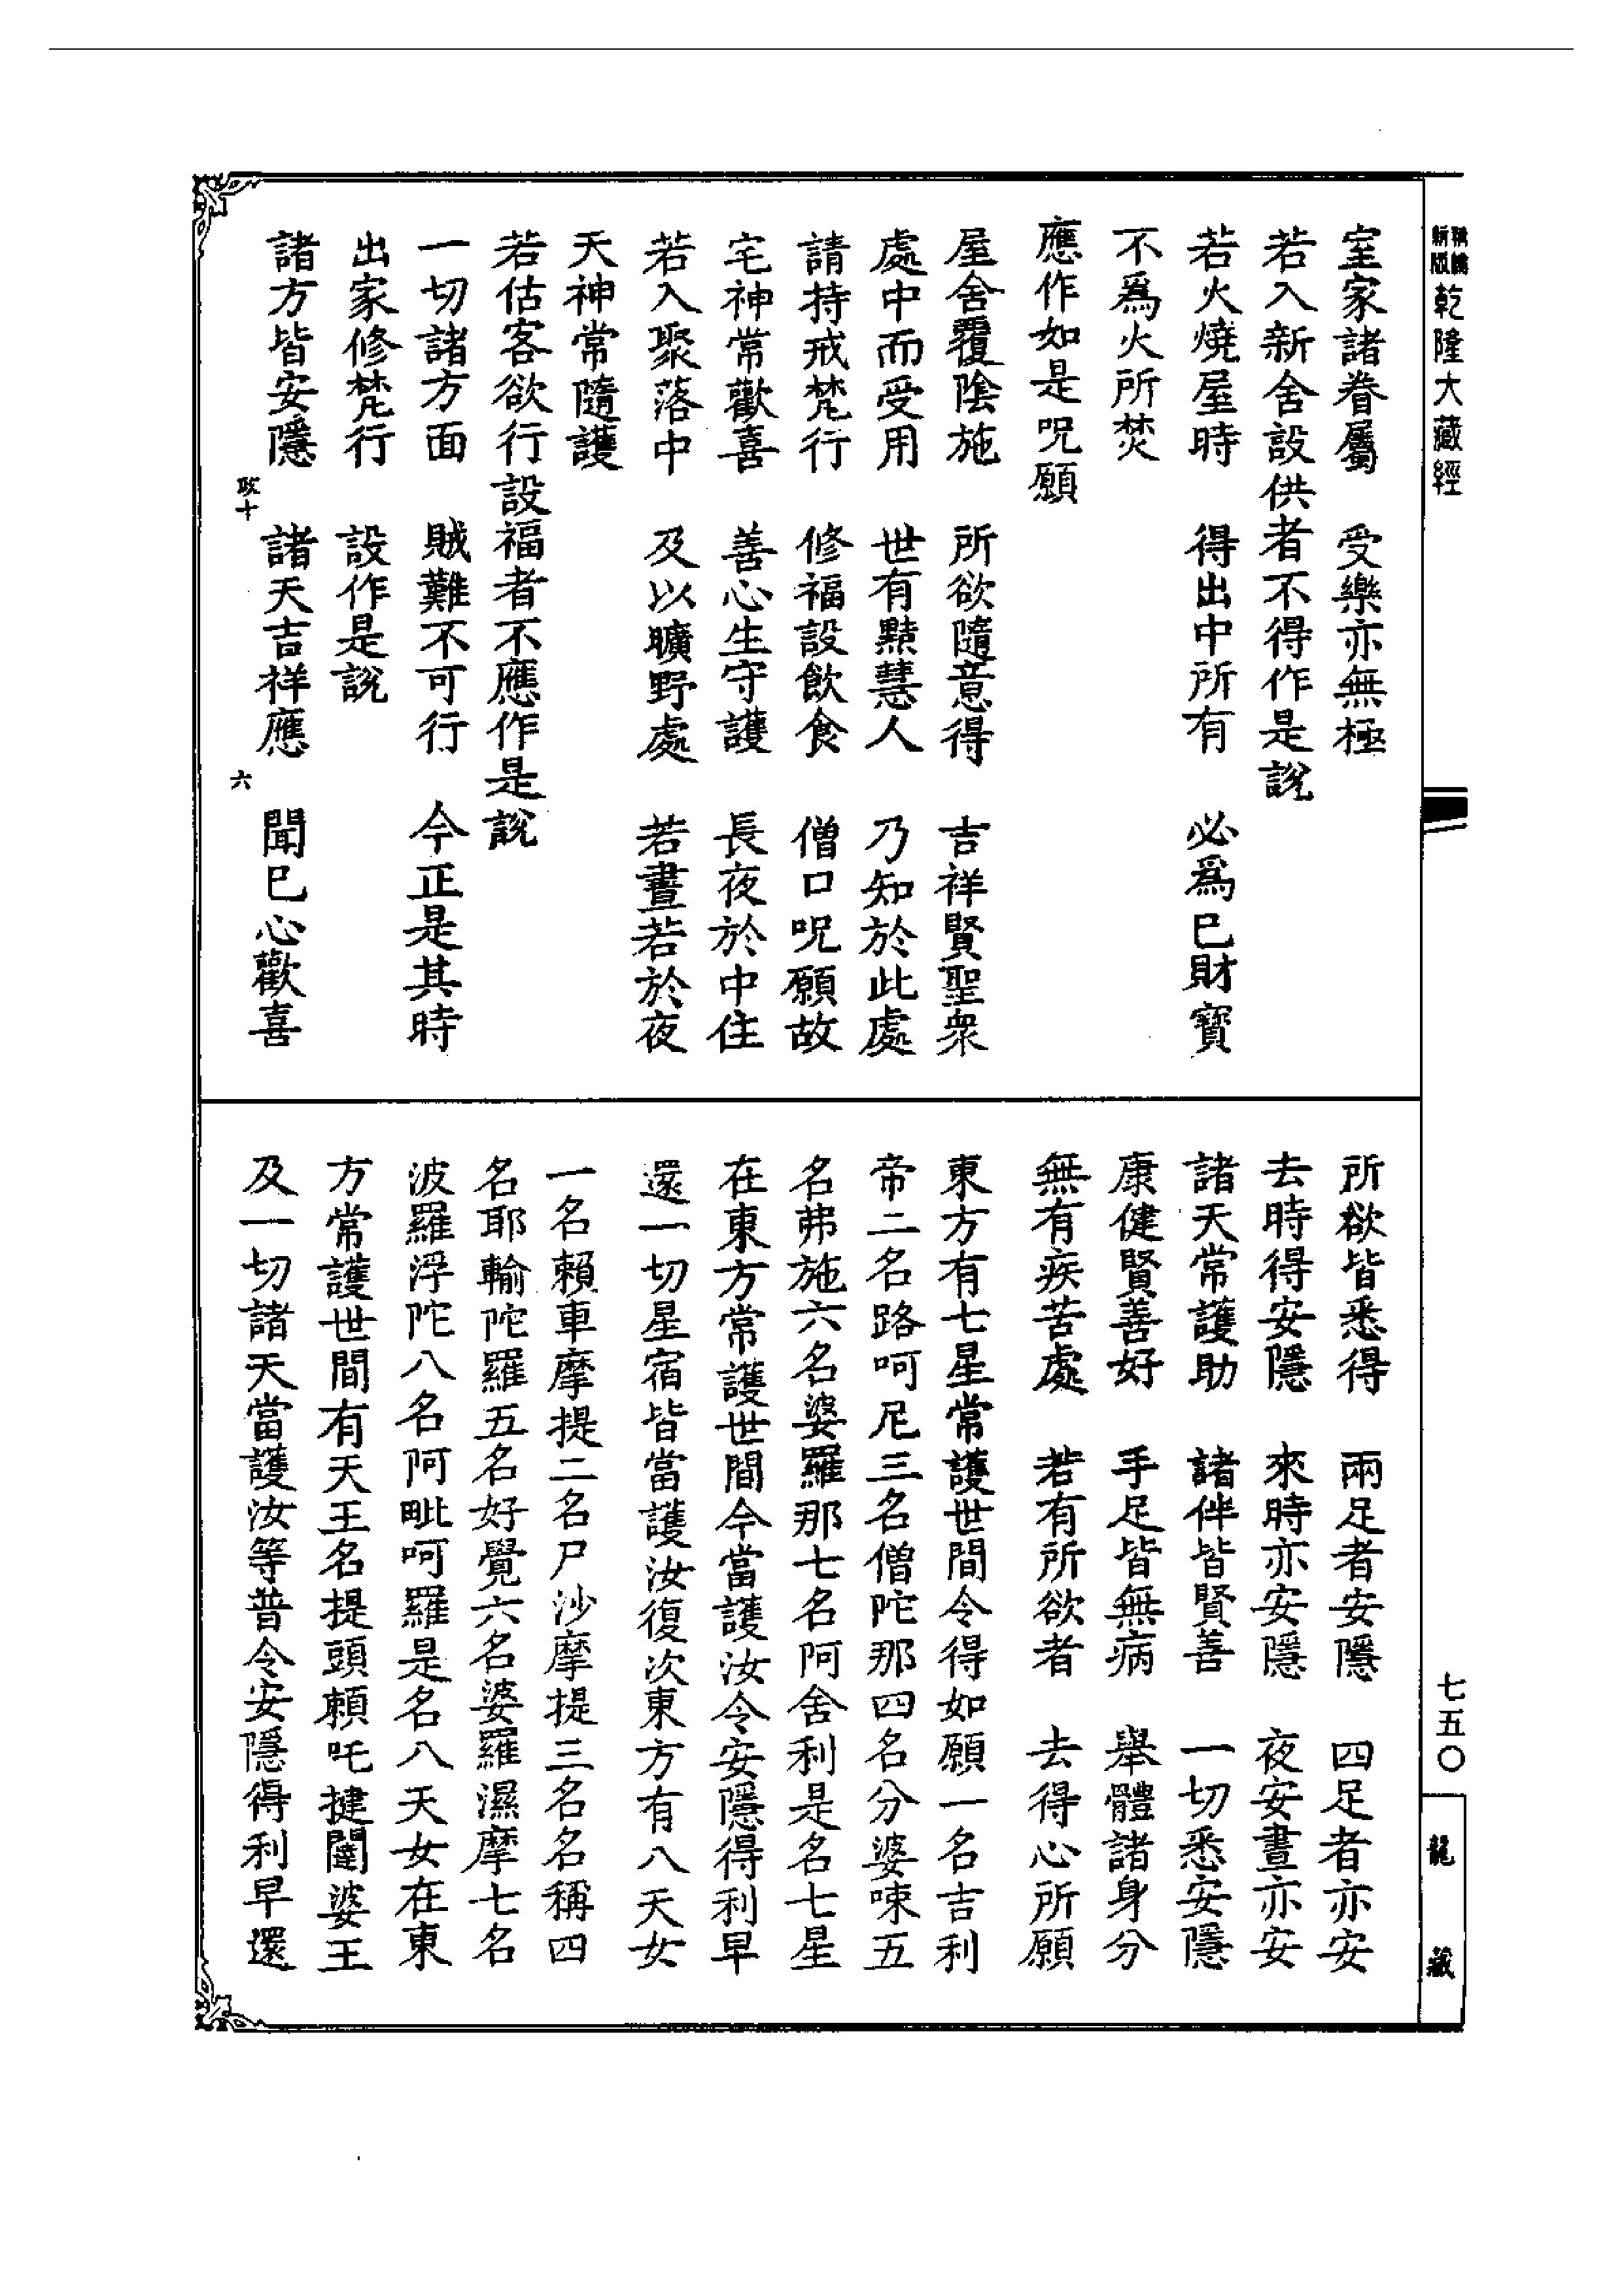 新版
乾隆大藏經
室家諸眷屬　受樂亦無極
若入新舍設供者不得作是說
若火燒屋時　得出中所有　必爲已財寶
不爲火所焚
應作如是呪願
屋舍覆陰施　所欲隨意得　吉祥賢聖衆
處中而受用　世有黠慧人　乃知於此處
請持戒梵行　修福設飲食　僧口呪願故
宅神常歡喜　善心生守護　長夜於中住
若入聚落中　及以曠野處　若晝若於夜
天神常隨護
若估客欲行設福者不應作是說
一切諸方面　賊難不可行　今正是其時
出家修梵行　設作是說
諸方皆安隱　諸天吉祥應　聞已心歡喜
政十
六
所欲皆悉得　兩足者安隱　四足者亦安
去時得安隱　來時亦安隱　夜安晝亦安
諸天常護助　諸伴皆賢善　一切悉安隱
康健賢善好　手足皆無病　舉體諸身分
無有疾苦處　若有所欲者　去得心所願
東方有七星常護世間令得如願一名吉利
帝二名路呵尼三名僧陀那四名分婆㖨五
名弗施六名婆羅那七名阿舍利是名七星
在東方常護世間今當護汝令安隱得利早
還一切星宿皆當護汝復次東方有八天女
一名賴車摩提二名尸沙摩提三名名稱四
名耶輸陀羅五名好覺六名婆羅濕摩七名
波羅浮陀八名阿毗呵羅是名八天女在東
方常護世間有天王名提頭賴吒揵闥婆王
及一切諸天當護汝等普令安隱得利早還
七五〇
龍藏